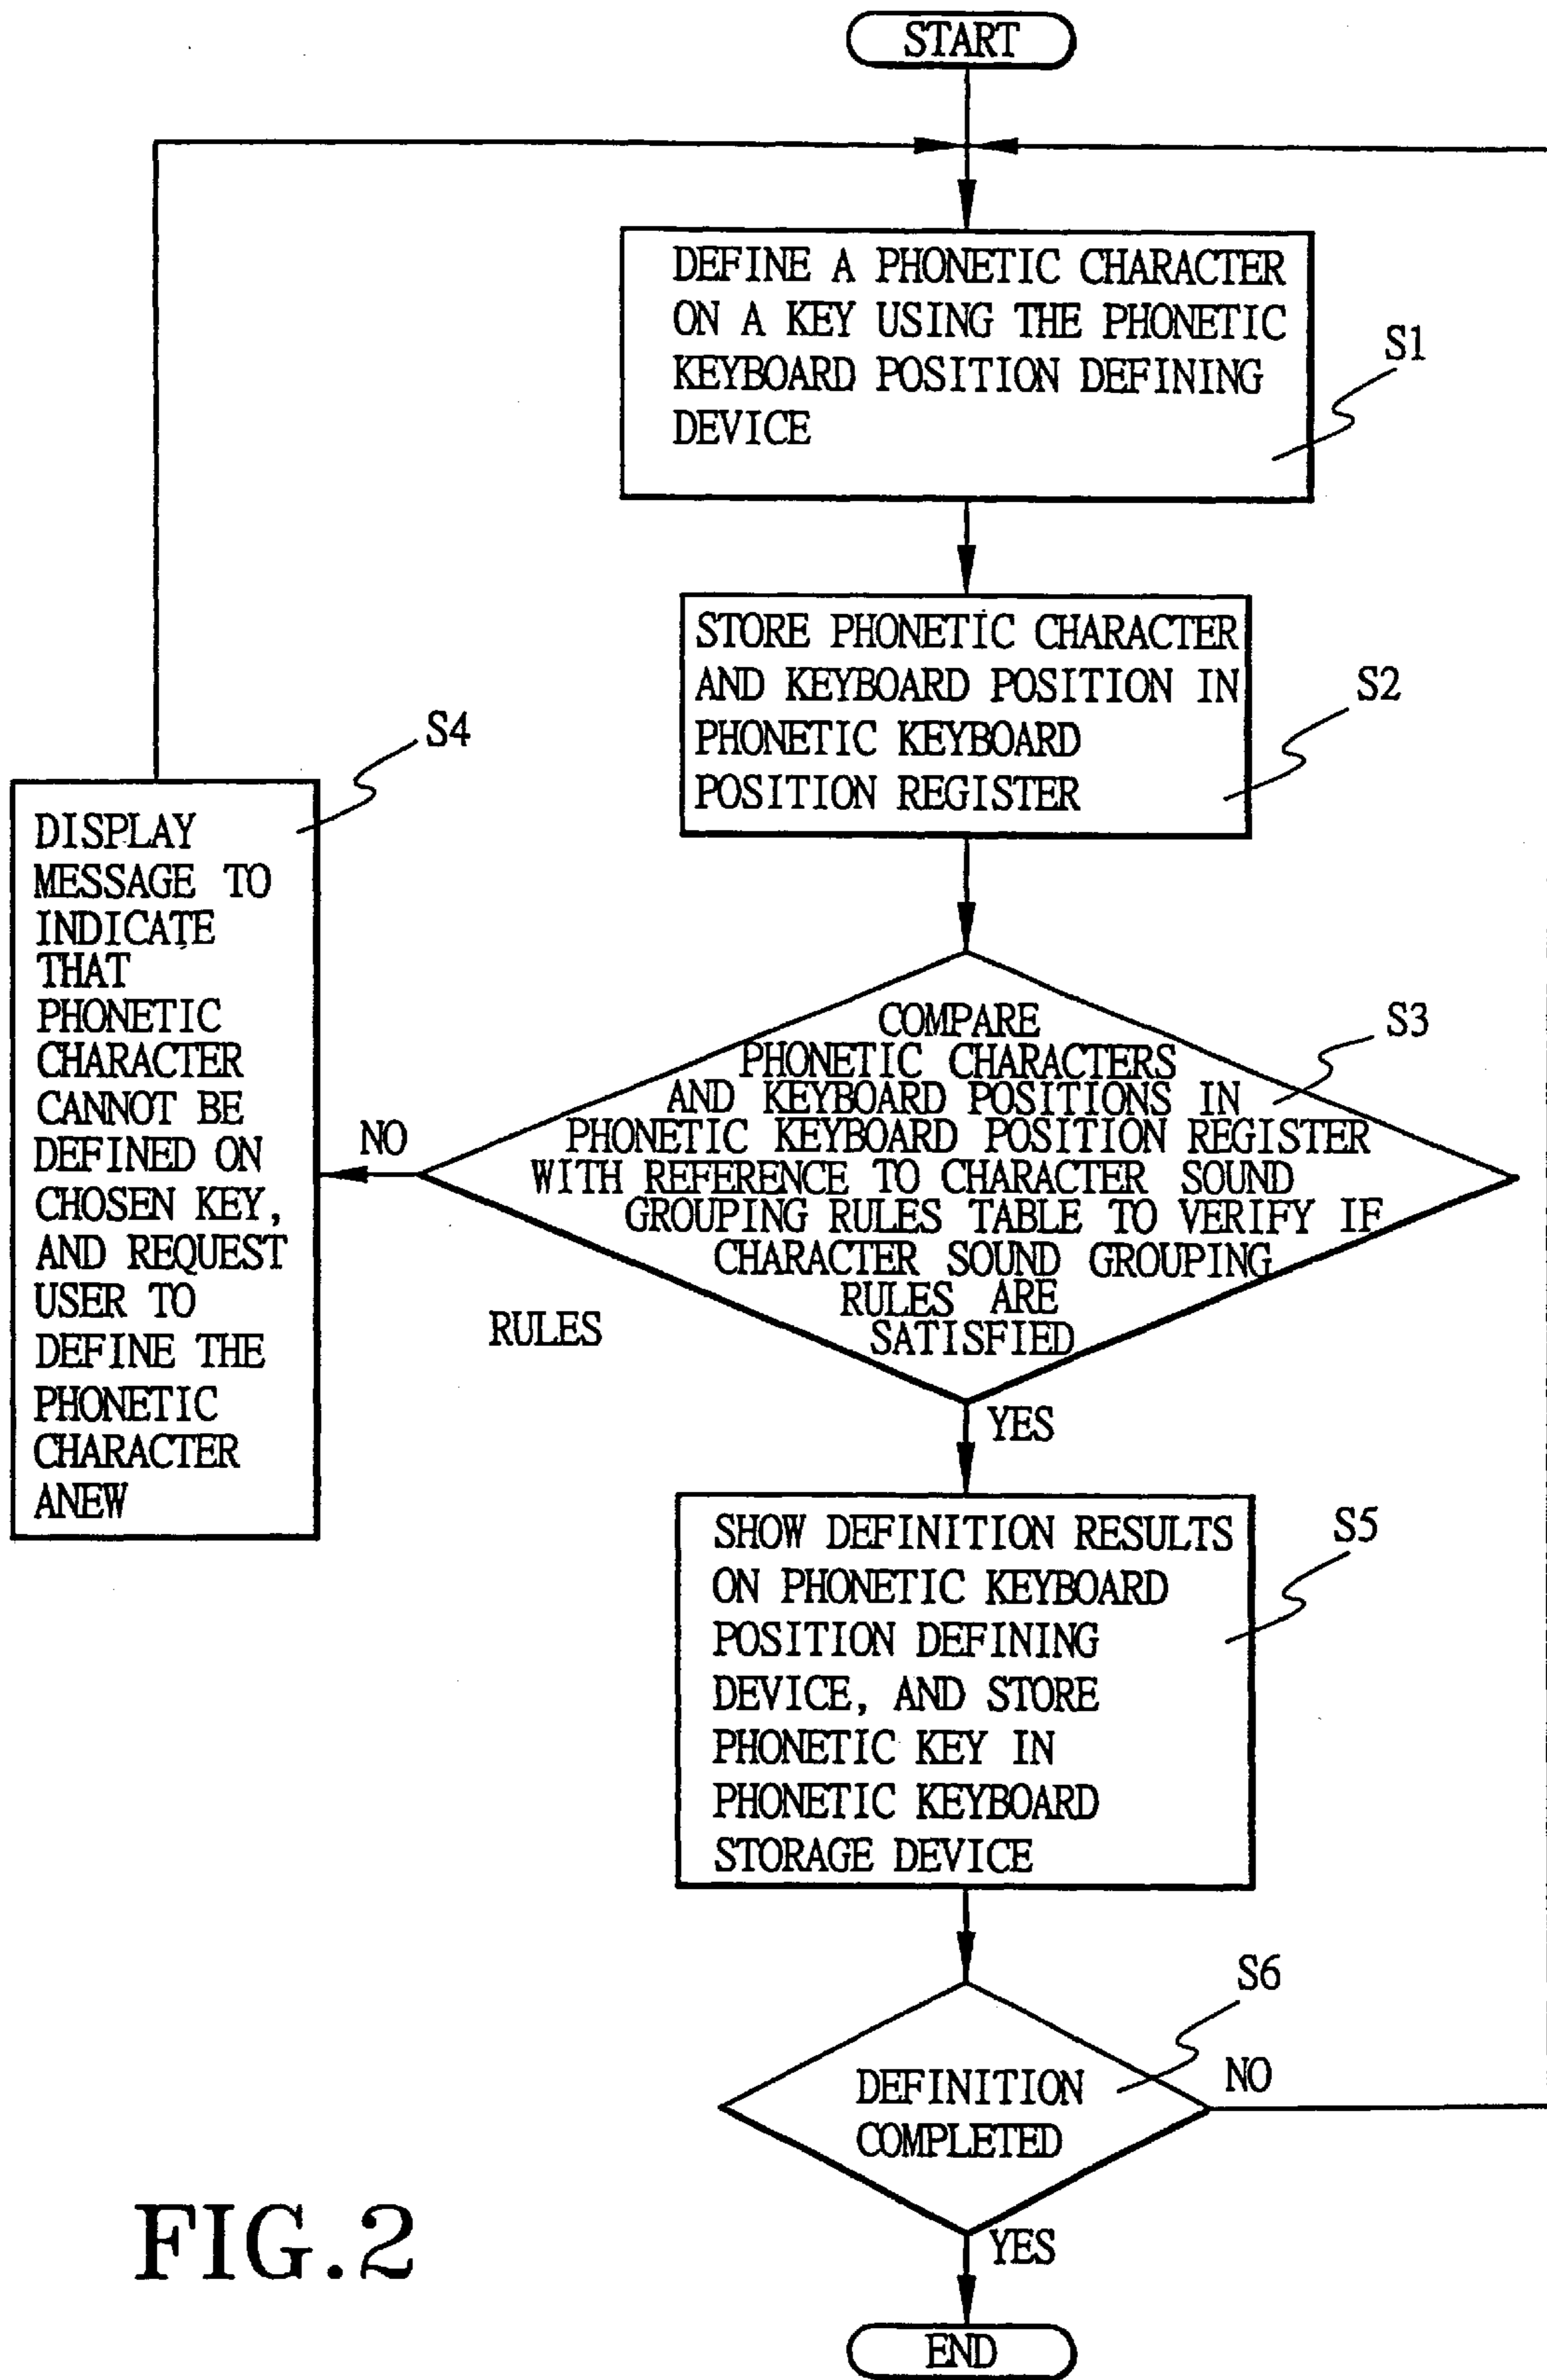 START
DEFINE A PHONETIC CHARACTER
ON A KEY USING THE PHONETIC
KEYBOARD POSITION DEFINING
DEVICE
S1
STORE PHONETIC CHARACTER
AND KEYBOARD POSITION IN
PHONETIC KEYBOARD
POSITION REGISTER
S2
COMPARE
PHONETIC CHARACTERS
AND KEYBOARD POSITIONS IN
PHONETIC KEYBOARD POSITION REGISTER
WITH REFERENCE TO CHARACTER SOUND
GROUPING RULES TABLE TO VERIFY IF
CHARACTER SOUND GROUPING
RULES ARE
SATISFIED
S3
NO
RULES
S4
DISPLAY
MESSAGE TO
INDICATE
THAT
PHONETIC
CHARACTER
CANNOT BE
DEFINED ON
CHOSEN KEY,
AND REQUEST
USER TO
DEFINE THE
PHONETIC
CHARACTER
ANEW
YES
SHOW DEFINITION RESULTS
ON PHONETIC KEYBOARD
POSITION DEFINING
DEVICE, AND STORE
PHONETIC KEY IN
PHONETIC KEYBOARD
STORAGE DEVICE
S5
DEFINITION
COMPLETED
S6
NO
YES
END
FIG.2